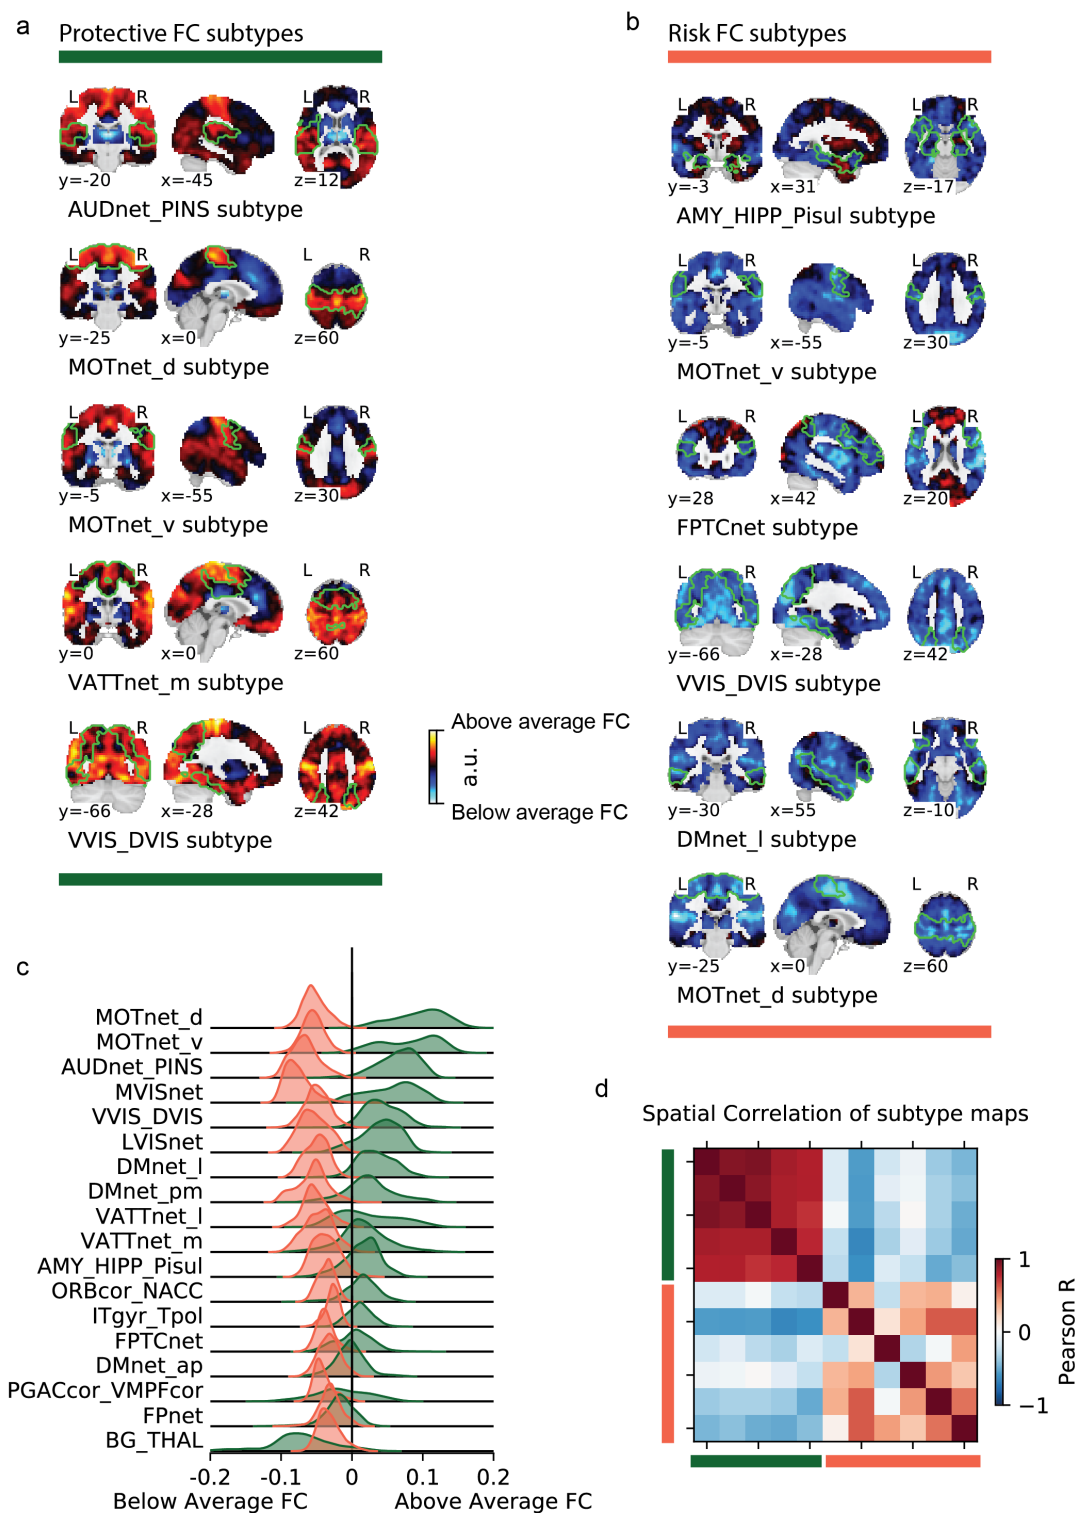 a
Protective FC subtypes
L R
y=-20 x=-45 z=12
AUDnet_PINS subtype
L R L R
y=-25 x=0 z=60
MOTnet_d subtype
L R L R
y=-5 x=-55 z=30
MOTnet_v subtype
L R L R
y=0 x=0 z=60
VATTnet_m subtype
L R L R
y=-66 x=-28 z=42
VVIS_DVIS subtype
Above average FC
a.u.
Below average FC
b
Risk FC subtypes
L R L R
y=-3 x=31 z=-17
AMY_HIPP_Pisul subtype
L R L R
y=-5 x=-55 z=30
MOTnet_v subtype
L R L R
y=28 x=42 z=20
FPTCnet subtype
L R L R
y=-66 x=-28 z=42
VVIS_DVIS subtype
L R L R
y=-30 x=55 z=-10
DMnet_l subtype
L R L R
y=-25 x=0 z=60
MOTnet_d subtype
c
MOTnet_d
MOTnet_v
AUDnet_PINS
MVISnet
VVIS_DVIS
LVISnet
DMnet_l
DMnet_pm
VATTnet_l
VATTnet_m
AMY_HIPP_Pisul
ORBcor_NACC
ITgyr_Tpol
FPTCnet
DMnet_ap
PGACcor_VMPFcor
FPnet
BG_THAL
-0.2 -0.1 0 0.1 0.2
Below Average FC Above Average FC
d
Spatial Correlation of subtype maps
1
0
−1
Pearson R